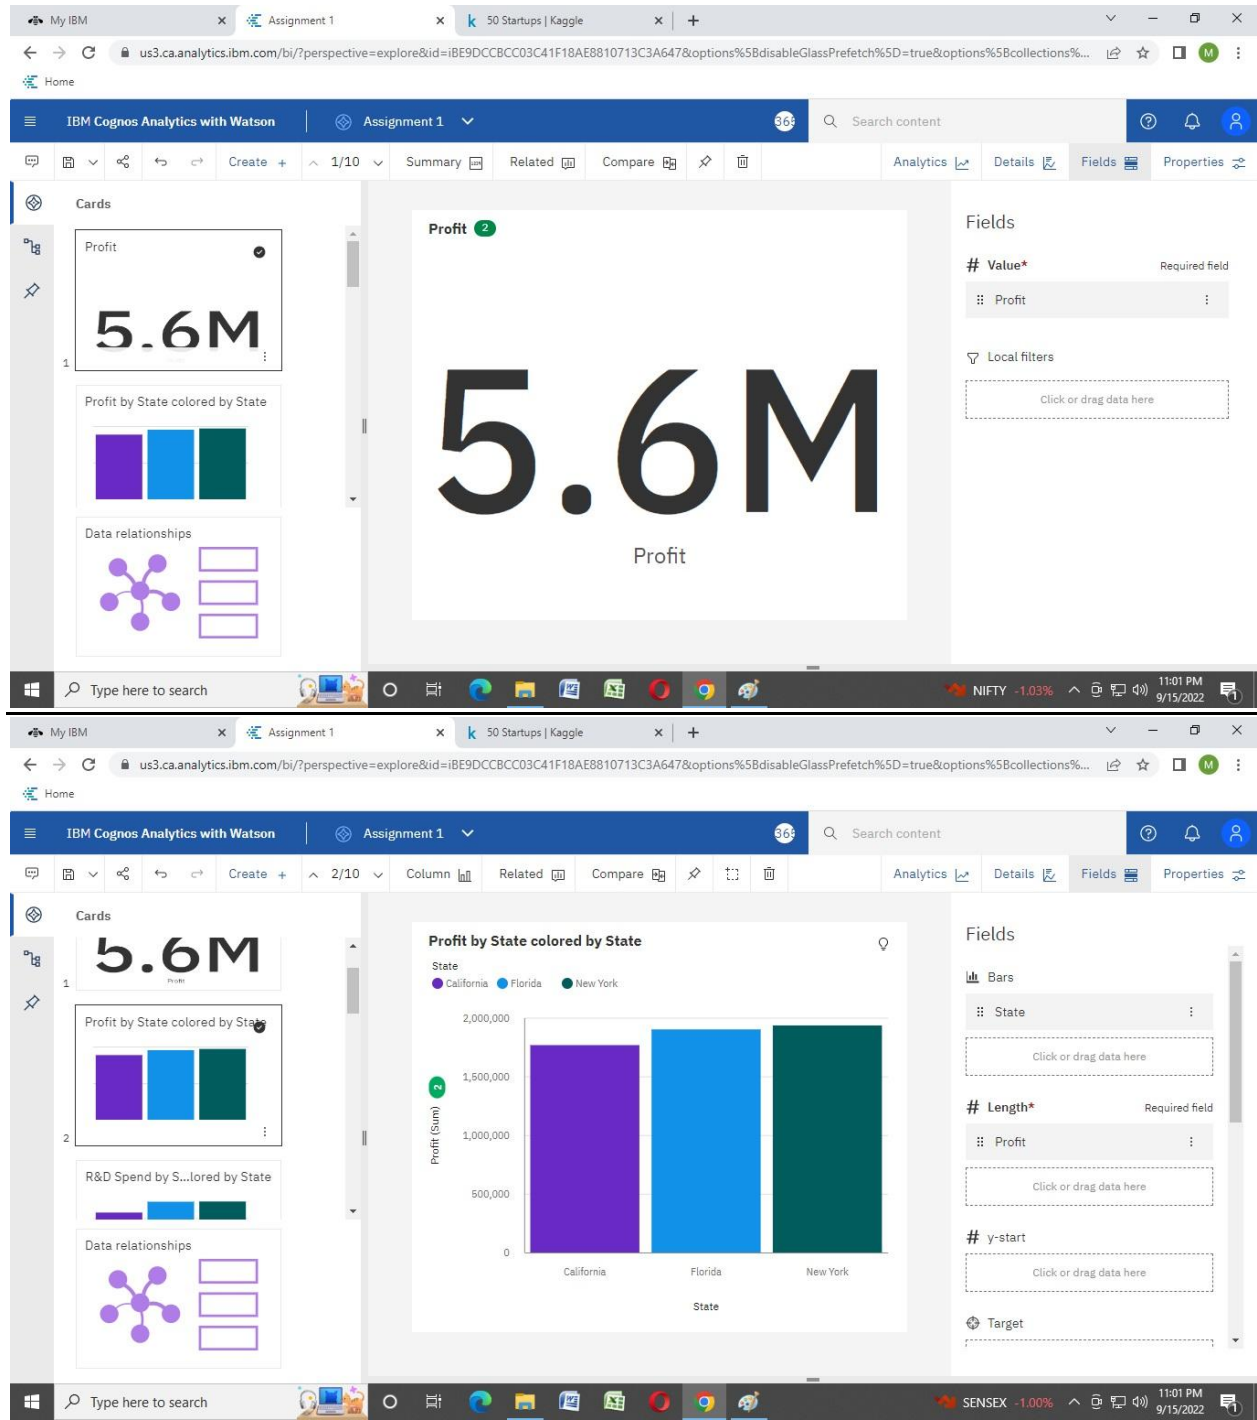 My IBM
Assignment 1
50 Startups | Kaggle
us3.ca.analytics.ibm.com/bi/?perspective=explore&id=iBE9DCCBCC03C41F18AE8810713C3A647&options%5BdisableGlassPrefetch%5D=true&options%5Bcollections%...
M
Home
IBM Cognos Analytics with Watson
Assignment 1
Search content
Create +
1/10
Summary
Related
Compare
Analytics
Details
Fields
Properties
Cards
Profit
5.6M
1
Profit by State colored by State
Data relationships
Profit 2
5.6M
Profit
Fields
# Value*
Required field
Profit
Local filters
Click or drag data here
Type here to search
NIFTY -1.03%
11:01 PM
9/15/2022
1
My IBM
Assignment 1
50 Startups | Kaggle
us3.ca.analytics.ibm.com/bi/?perspective=explore&id=iBE9DCCBCC03C41F18AE8810713C3A647&options%5BdisableGlassPrefetch%5D=true&options%5Bcollections%...
M
Home
IBM Cognos Analytics with Watson
Assignment 1
Search content
Create +
2/10
Column
Related
Compare
Analytics
Details
Fields
Properties
Cards
5.6M
Profit
1
Profit by State colored by State
2
R&D Spend by S...lored by State
Data relationships
Profit by State colored by State
State
California
Florida
New York
2,000,000
1,500,000
1,000,000
500,000
0
Profit (Sum) 2
California
Florida
New York
State
Fields
Bars
State
Click or drag data here
# Length*
Required field
Profit
Click or drag data here
# y-start
Click or drag data here
Target
Type here to search
SENSEX -1.00%
11:01 PM
9/15/2022
1